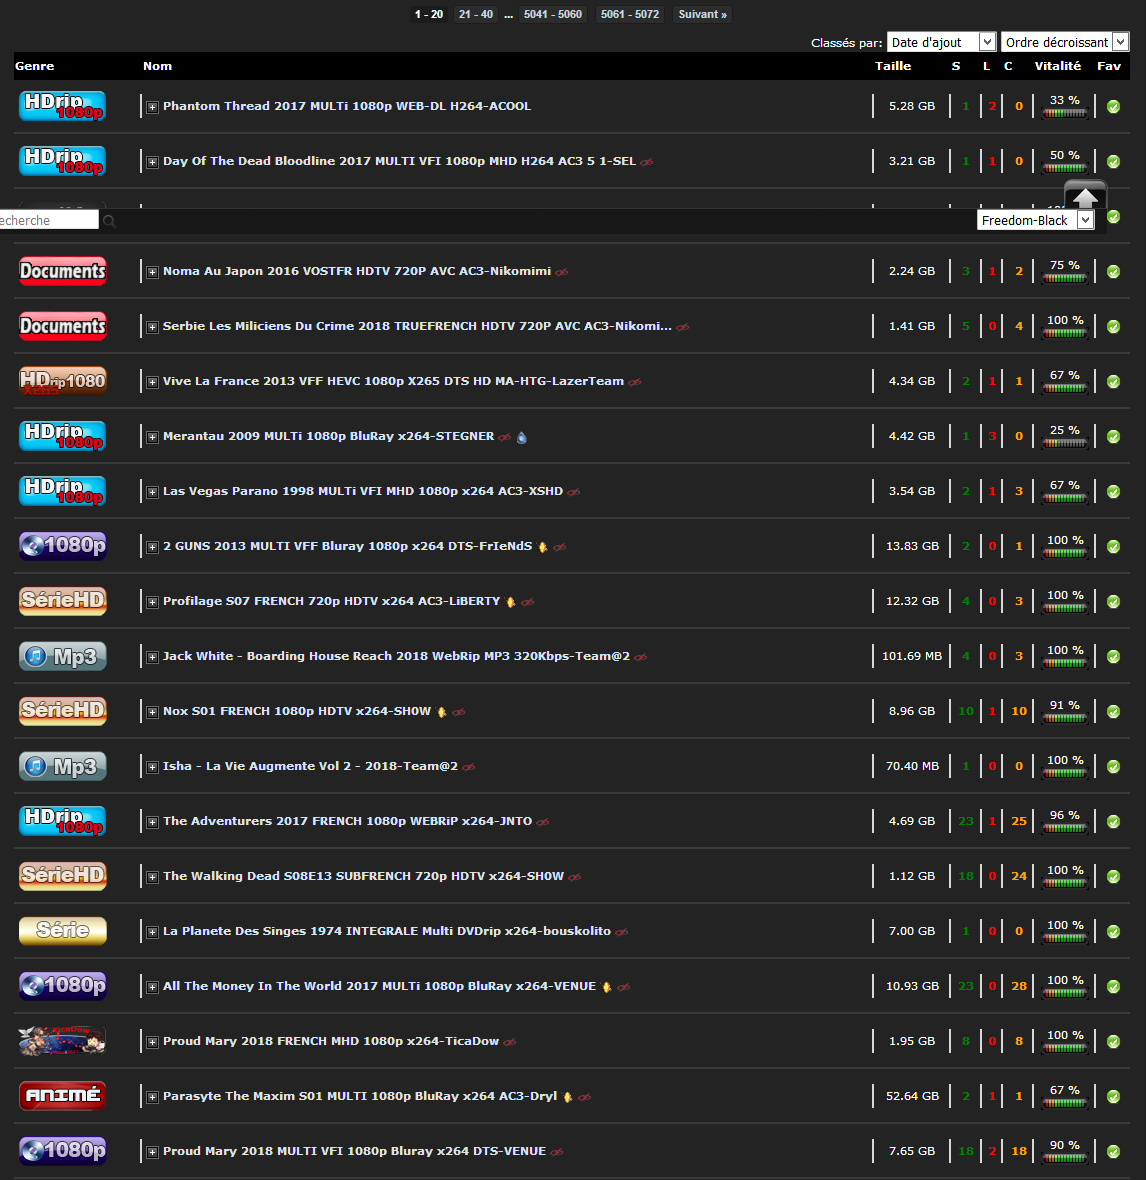 1 - 20 21 - 40 ... 5041 - 5060 5061 - 5072 Suivant »
Classés par: Date d'ajout Ordre décroissant
Genre Nom Taille S L C Vitalité Fav
HDrip 1080p Phantom Thread 2017 MULTi 1080p WEB-DL H264-ACOOL 5.28 GB 1 2 0 33 %
HDrip 1080p Day Of The Dead Bloodline 2017 MULTI VFI 1080p MHD H264 AC3 5 1-SEL 3.21 GB 1 1 0 50 %
echerche Freedom-Black
Documents Noma Au Japon 2016 VOSTFR HDTV 720P AVC AC3-Nikomimi 2.24 GB 3 1 2 75 %
Documents Serbie Les Miliciens Du Crime 2018 TRUEFRENCH HDTV 720P AVC AC3-Nikomi... 1.41 GB 5 0 4 100 %
HDrip1080 X265 Vive La France 2013 VFF HEVC 1080p X265 DTS HD MA-HTG-LazerTeam 4.34 GB 2 1 1 67 %
HDrip 1080p Merantau 2009 MULTi 1080p BluRay x264-STEGNER 4.42 GB 1 3 0 25 %
HDrip 1080p Las Vegas Parano 1998 MULTi VFI MHD 1080p x264 AC3-XSHD 3.54 GB 2 1 3 67 %
1080p 2 GUNS 2013 MULTI VFF Bluray 1080p x264 DTS-FrIeNdS 13.83 GB 2 0 1 100 %
SérieHD Profilage S07 FRENCH 720p HDTV x264 AC3-LiBERTY 12.32 GB 4 0 3 100 %
Mp3 Jack White - Boarding House Reach 2018 WebRip MP3 320Kbps-Team@2 101.69 MB 4 0 3 100 %
SérieHD Nox S01 FRENCH 1080p HDTV x264-SH0W 8.96 GB 10 1 10 91 %
Mp3 Isha - La Vie Augmente Vol 2 - 2018-Team@2 70.40 MB 1 0 0 100 %
HDrip 1080p The Adventurers 2017 FRENCH 1080p WEBRiP x264-JNTO 4.69 GB 23 1 25 96 %
SérieHD The Walking Dead S08E13 SUBFRENCH 720p HDTV x264-SH0W 1.12 GB 18 0 24 100 %
Série La Planete Des Singes 1974 INTEGRALE Multi DVDrip x264-bouskolito 7.00 GB 1 0 0 100 %
1080p All The Money In The World 2017 MULTi 1080p BluRay x264-VENUE 10.93 GB 23 0 28 100 %
TicaDow Proud Mary 2018 FRENCH MHD 1080p x264-TicaDow 1.95 GB 8 0 8 100 %
ANIMÉ Parasyte The Maxim S01 MULTI 1080p BluRay x264 AC3-Dryl 52.64 GB 2 1 1 67 %
1080p Proud Mary 2018 MULTI VFI 1080p Bluray x264 DTS-VENUE 7.65 GB 18 2 18 90 %